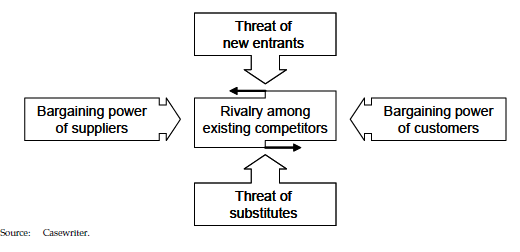 Threat of
new entrants
Bargaining power
of suppliers
Rivalry among
existing competitors
Bargaining power
of customers
Threat of
substitutes
Source: Casewriter.